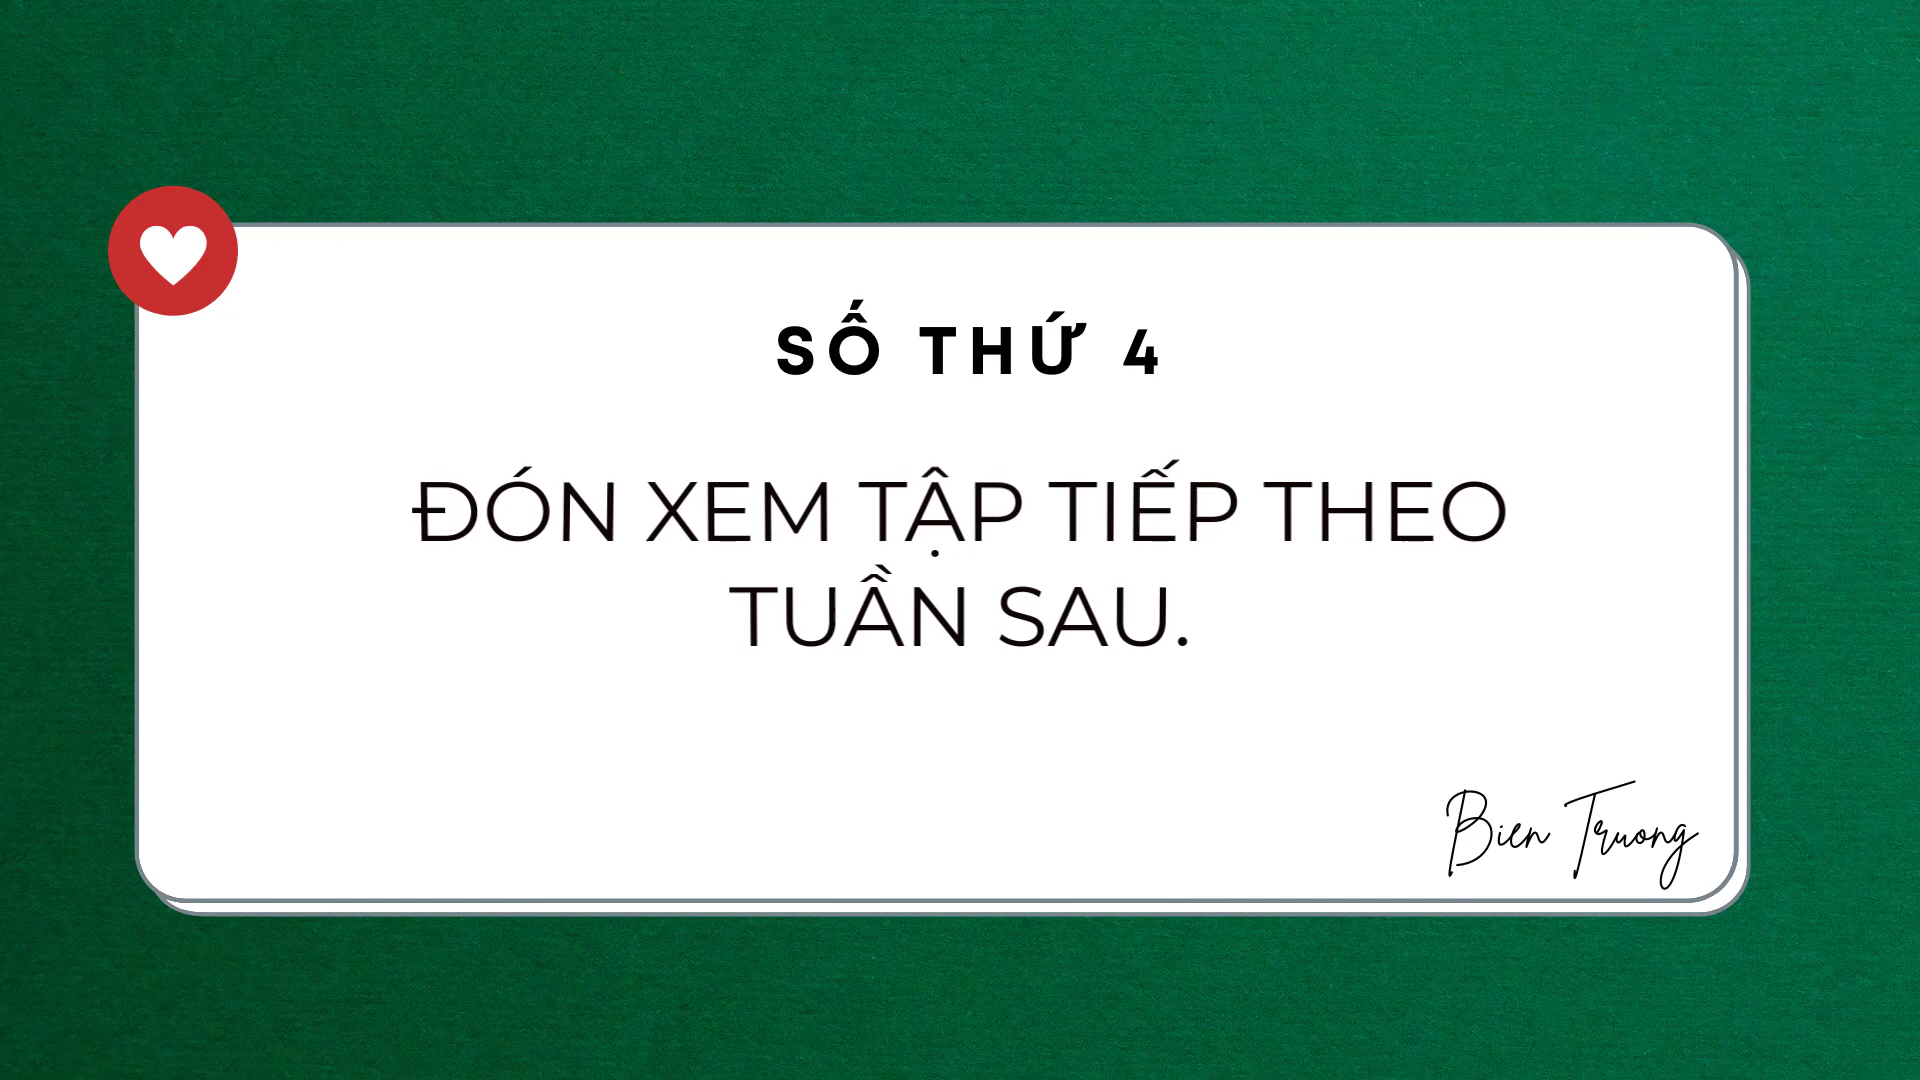 SỐ THỨ 4
ĐÓN XEM TẬP TIẾP THEO
TUẦN SAU.
Bien Truong